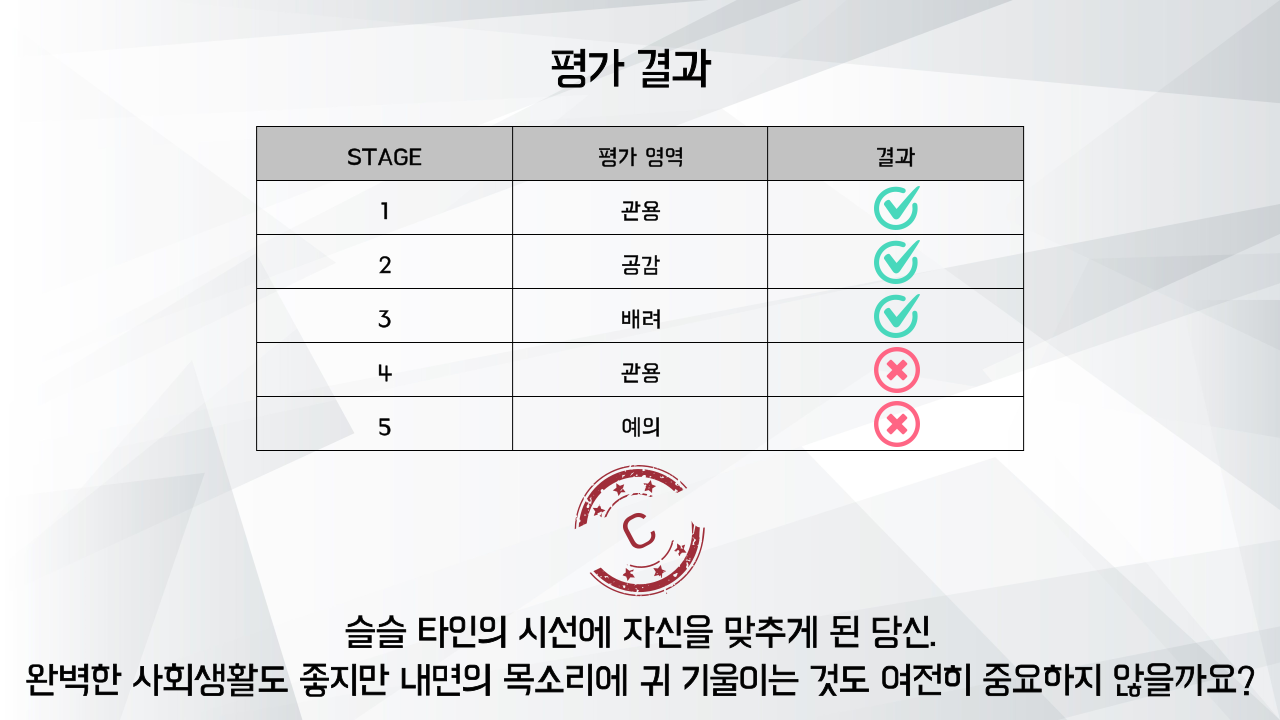 평가 결과
STAGE 평가 영역 결과
1 관용
2 공감
3 배려
4 관용
5 예의
C
슬슬 타인의 시선에 자신을 맞추게 된 당신.
완벽한 사회생활도 좋지만 내면의 목소리에 귀 기울이는 것도 여전히 중요하지 않을까요?